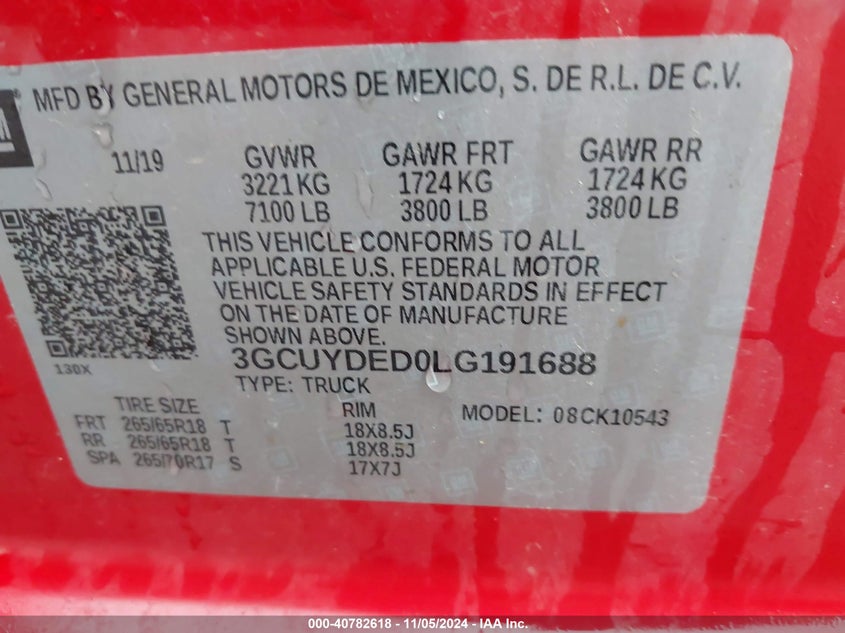 MFD BY GENERAL MOTORS DE MEXICO, S. DE R.L. DE C.V.
11/19 GVWR GAWR FRT GAWR RR
3221 KG 1724 KG 1724 KG
7100 LB 3800 LB 3800 LB
THIS VEHICLE CONFORMS TO ALL
APPLICABLE U.S. FEDERAL MOTOR
VEHICLE SAFETY STANDARDS IN EFFECT
ON THE DATE OF MANUFACTURE
SHOWN ABOVE.
3GCUYDED0LG191688
130X
TYPE: TRUCK
TIRE SIZE RIM MODEL: 08CK10543
FRT 265/65R18 T 18X8.5J
RR 265/65R18 T 18X8.5J
SPA 265/70R17 S 17X7J
000-40782618 - 11/05/2024 - IAA Inc.